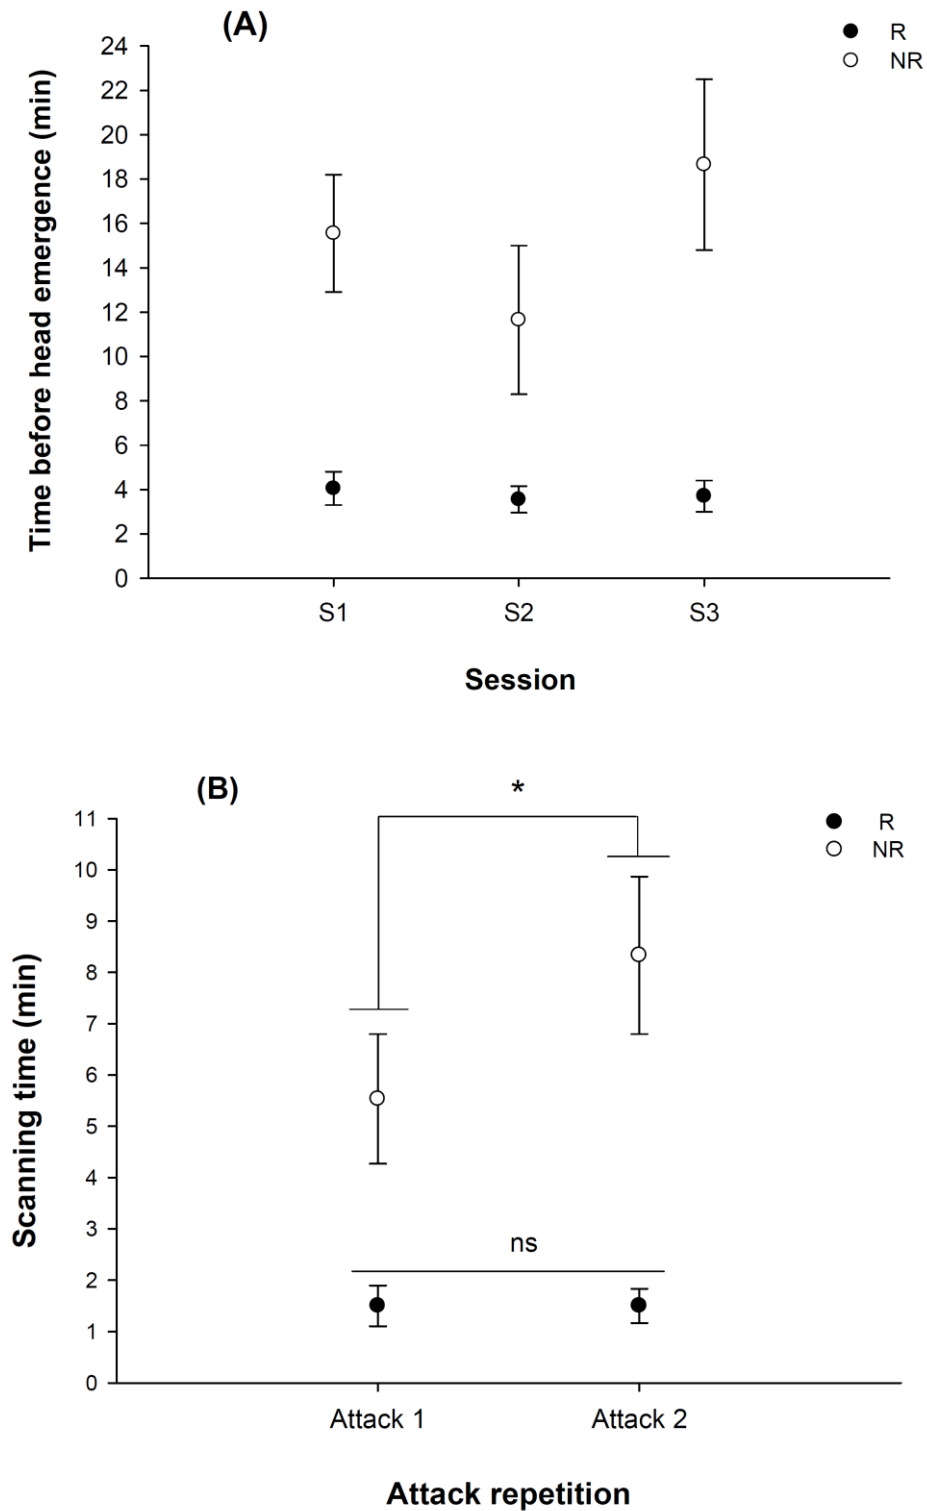 (A)
R
NR
24
22
20
18
16
14
12
10
8
6
4
2
0
Time before head emergence (min)
S1 S2 S3
Session
(B)
*
R
NR
11
10
9
8
7
6
5
4
3
2
1
0
Scanning time (min)
ns
Attack 1 Attack 2
Attack repetition